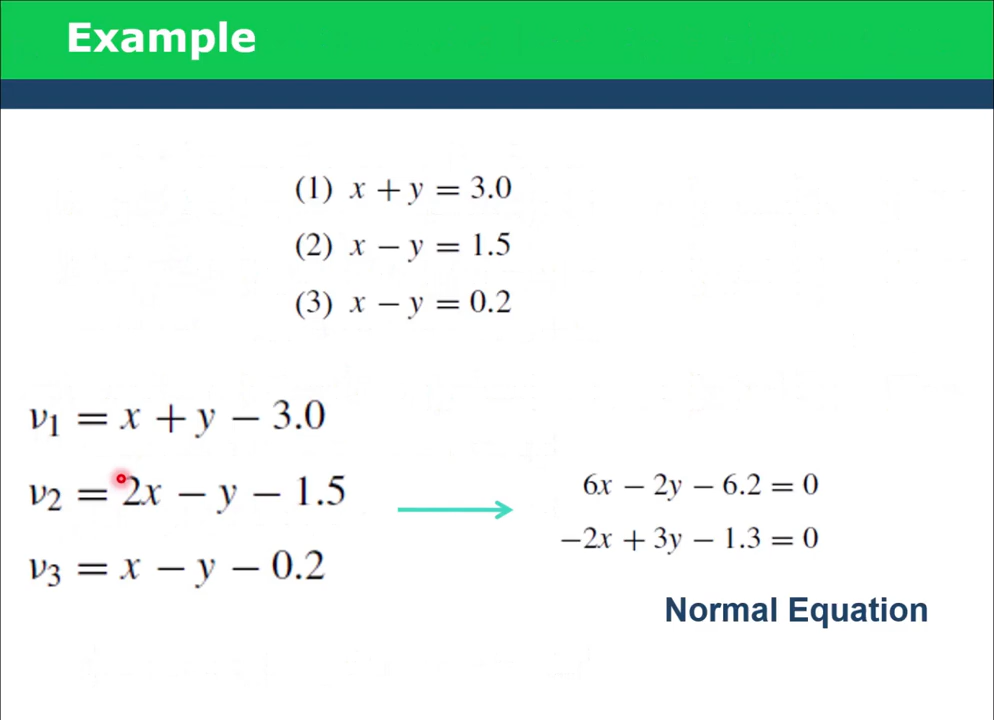 Example
(1) x + y = 3.0
(2) x − y = 1.5
(3) x − y = 0.2
ν₁ = x + y − 3.0
ν₂ = 2x − y − 1.5
ν₃ = x − y − 0.2
6x − 2y − 6.2 = 0
−2x + 3y − 1.3 = 0
Normal Equation